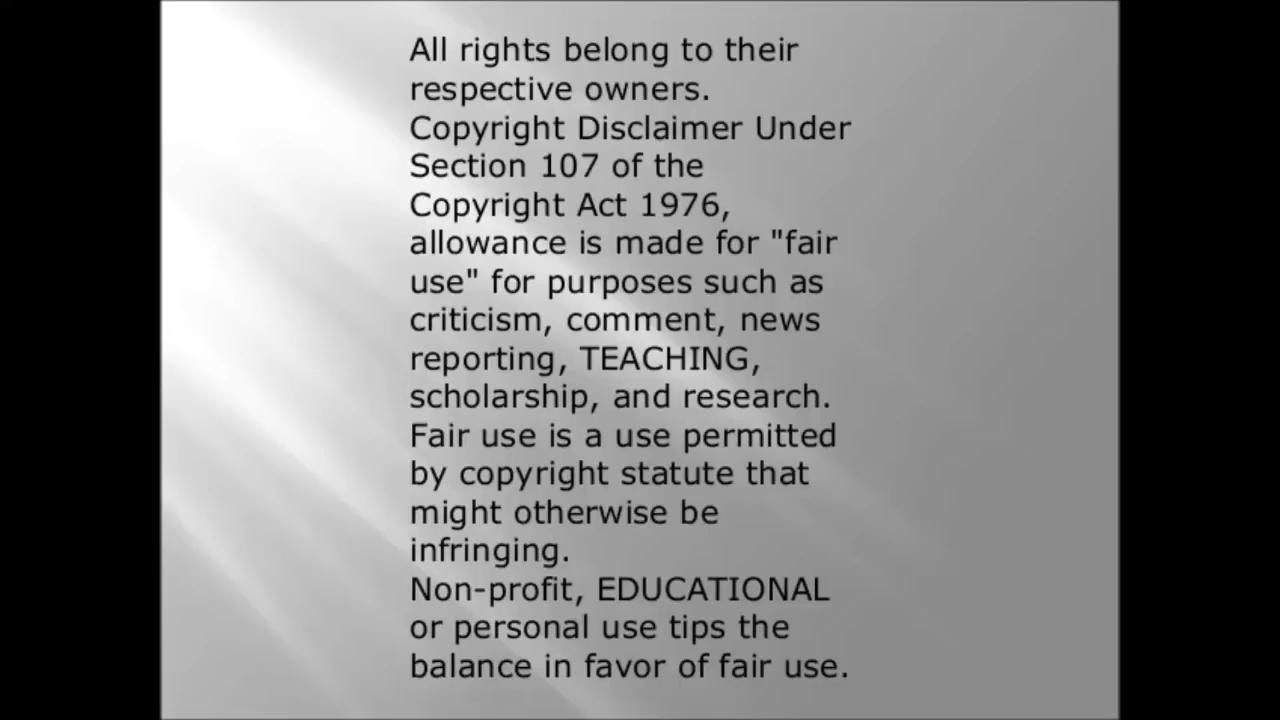 All rights belong to their
respective owners.
Copyright Disclaimer Under
Section 107 of the
Copyright Act 1976,
allowance is made for "fair
use" for purposes such as
criticism, comment, news
reporting, TEACHING,
scholarship, and research.
Fair use is a use permitted
by copyright statute that
might otherwise be
infringing.
Non-profit, EDUCATIONAL
or personal use tips the
balance in favor of fair use.